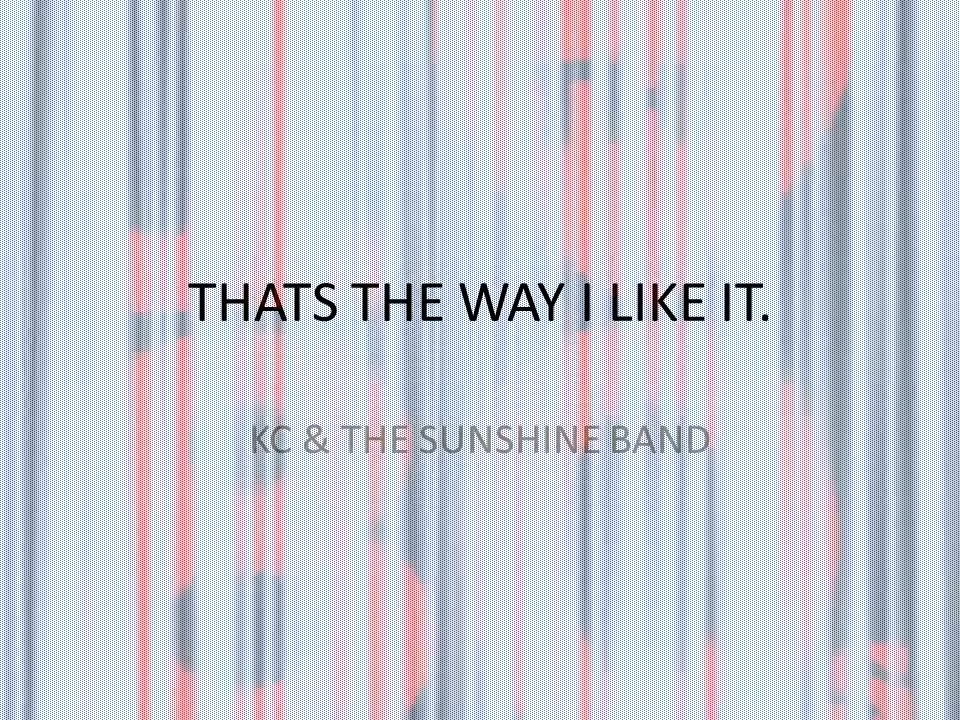 THATS THE WAY I LIKE IT.
KC & THE SUNSHINE BAND